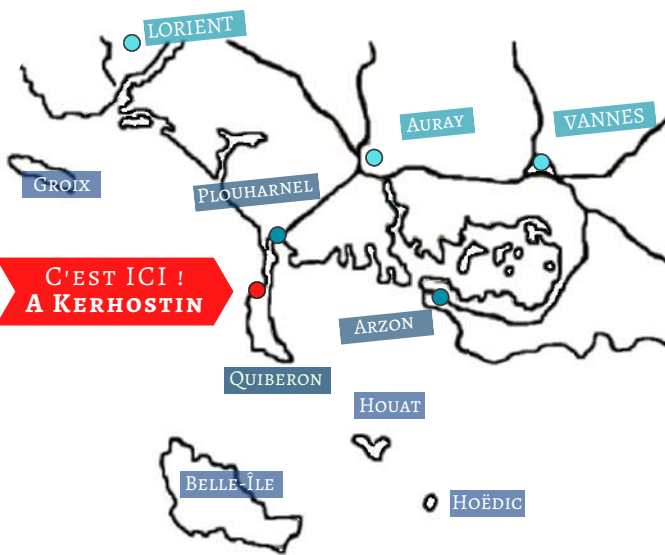 LORIENT
AURAY
VANNES
GROIX
PLOUHARNEL
C'EST ICI !
A KERHOSTIN
ARZON
QUIBERON
HOUAT
BELLE-ÎLE
HOËDIC